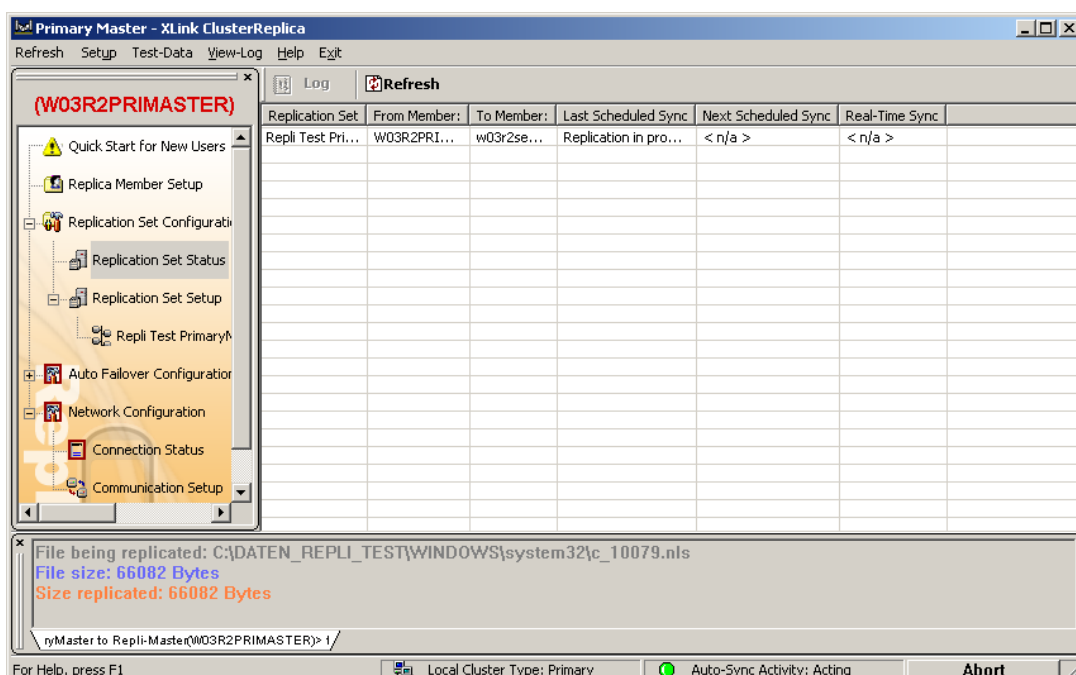 Primary Master - XLink ClusterReplica
Refresh Setup Test-Data View-Log Help Exit
Log Refresh
(W03R2PRIMASTER)
Replication Set From Member: To Member: Last Scheduled Sync Next Scheduled Sync Real-Time Sync
Repli Test Pri... W03R2PRI... w03r2se... Replication in pro... < n/a > < n/a >
Quick Start for New Users
Replica Member Setup
Replication Set Configurati
Replication Set Status
Replication Set Setup
Repli Test PrimaryM
Auto Failover Configuration
Network Configuration
Connection Status
Communication Setup
Repl
File being replicated: C:\DATEN_REPLI_TEST\WINDOWS\system32\c_10079.nls
File size: 66082 Bytes
Size replicated: 66082 Bytes
ryMaster to Repli-Master(W03R2PRIMASTER)> 1
For Help, press F1 Local Cluster Type: Primary Auto-Sync Activity: Acting Abort